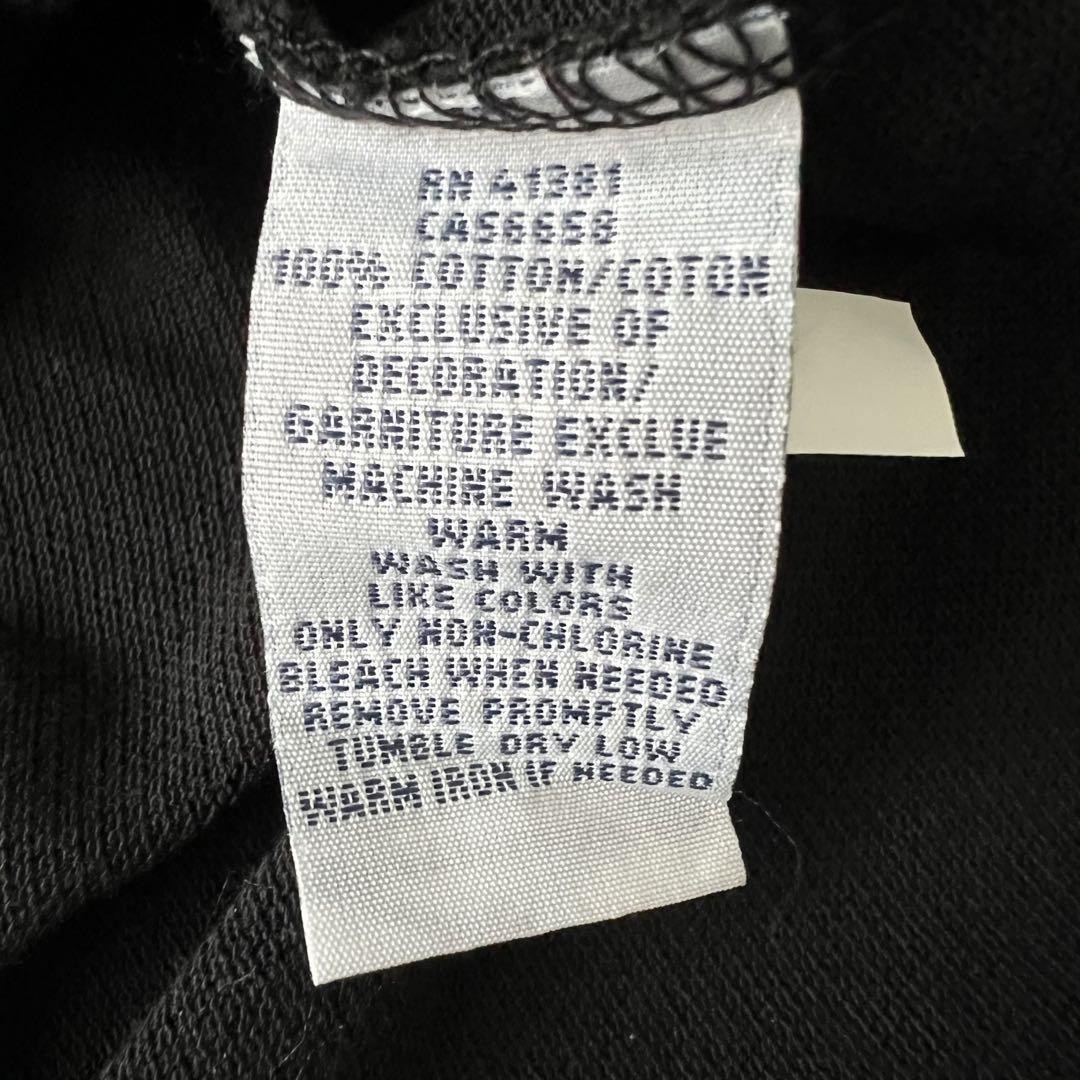 RN 41381
CA56658
100% COTTON/COTON
EXCLUSIVE OF
DECORATION/
GARNITURE EXCLUE
MACHINE WASH
WARM
WASH WITH
LIKE COLORS
ONLY NON-CHLORINE
BLEACH WHEN NEEDED
REMOVE PROMPTLY
TUMBLE DRY LOW
WARM IRON IF NEEDED